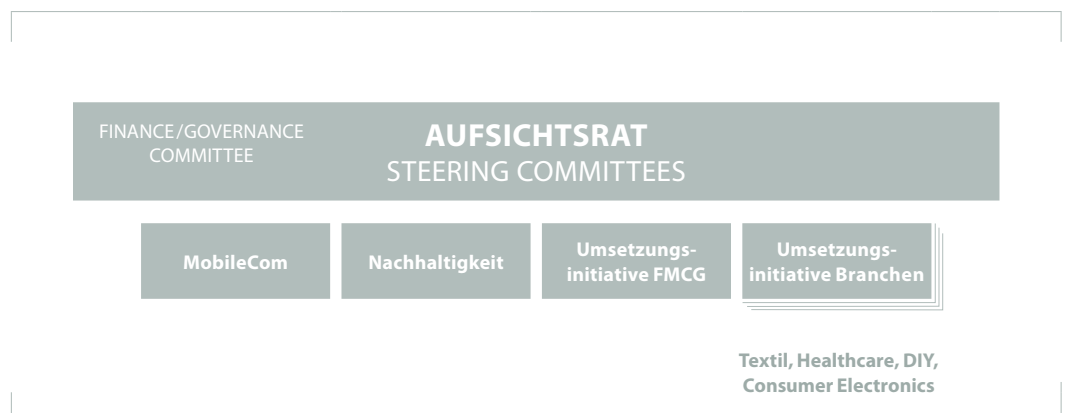 FINANCE/GOVERNANCE
COMMITTEE
AUFSICHTSRAT
STEERING COMMITTEES
MobileCom
Nachhaltigkeit
Umsetzungs-
initiative FMCG
Umsetzungs-
initiative Branchen
Textil, Healthcare, DIY,
Consumer Electronics